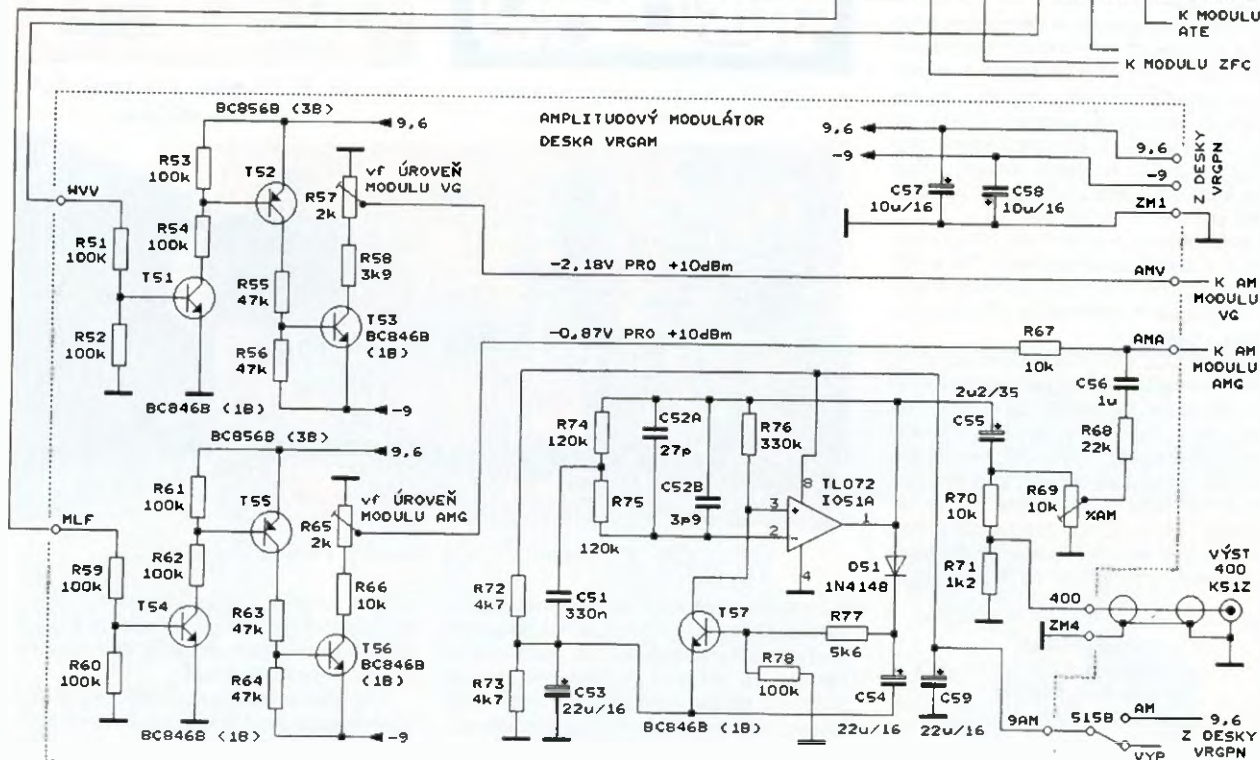 K MODULU
ATE
K MODULU ZFC
BC856B (3B)
9,6
AMPLITUDOVÝ MODULÁTOR
DESKA VRGAM
9,6
-9
9,6
-9
Z DESKY
VRGPN
ZM1
R53
100k
T52
R57
2k
vf ÚROVEŇ
MODULU VG
C57
10u/16
C58
10u/16
WVV
R51
100k
R54
100k
T51
R55
47k
R58
3k9
T53
BC846B
(1B)
R52
100k
R56
47k
BC846B (1B)
-9
-2,18V PRO +10dBm
AMV
K AM
MODULU
VG
-0,87V PRO +10dBm
R67
10k
AMA
K AM
MODULU
AMG
C56
1u
R68
22k
BC856B (3B)
9,6
R61
100k
T55
R65
2k
vf ÚROVEŇ
MODULU AMG
MLF
R59
100k
R62
100k
T54
R63
47k
R66
10k
T56
BC846B
(1B)
R60
100k
R64
47k
BC846B (1B)
-9
R74
120k
C52A
27p
R76
330k
2u2/35
C55
R75
120k
C52B
3p9
8
TL072
IO51A
3
+
2
-
1
4
R70
10k
R69
10k
%AM
R72
4k7
C51
330n
D51
1N4148
R71
1k2
VÝST
400
K51Z
400
ZM4
T57
R77
5k6
R78
100k
R73
4k7
C53
22u/16
BC846B (1B)
C54
22u/16
C59
22u/16
9AM
515B
AM
9,6
Z DESKY
VRGPN
VYP